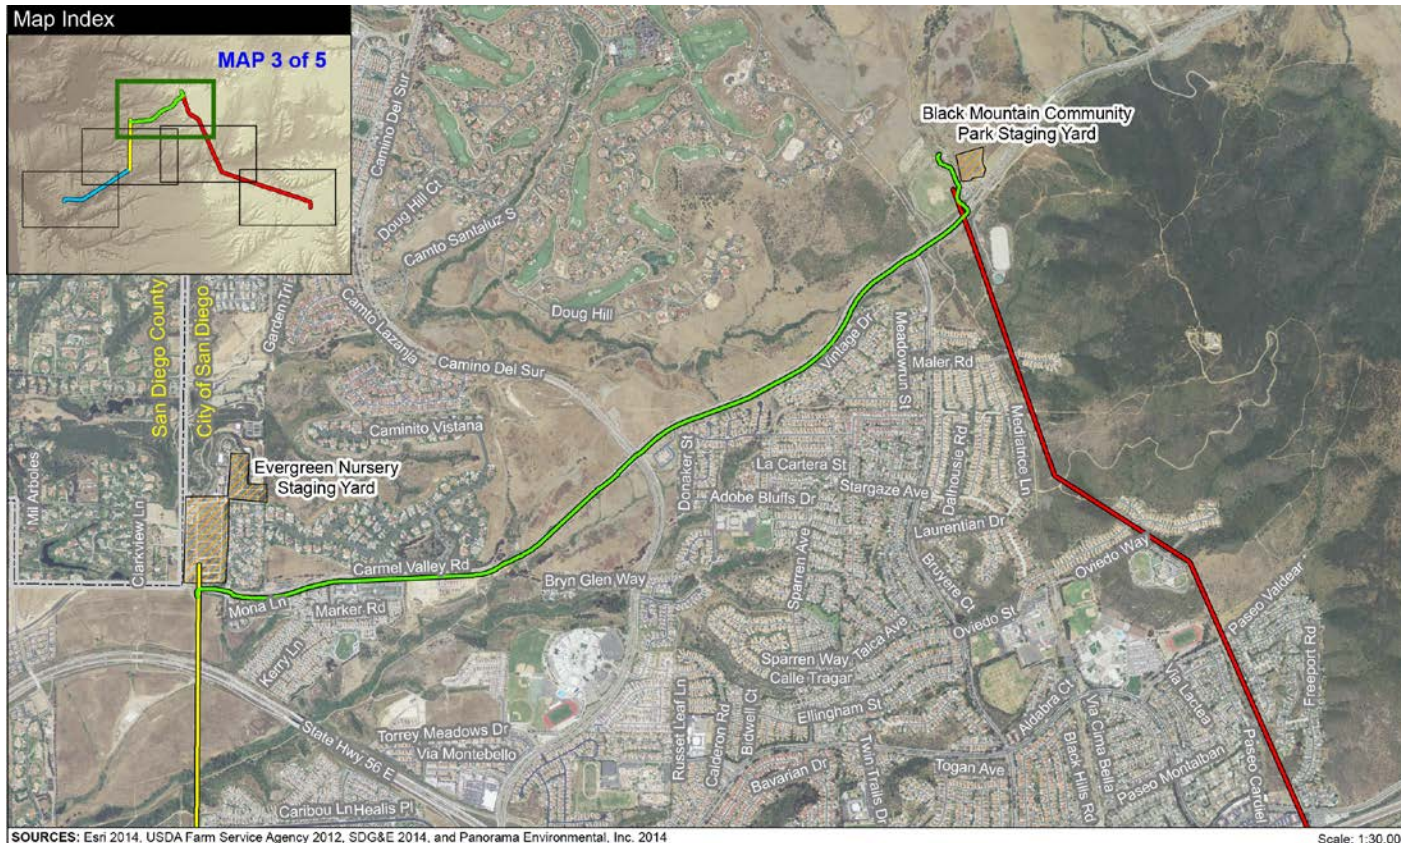 Map Index
MAP 3 of 5
Black Mountain Community
Park Staging Yard
Camino Del Sur
Doug Hill Ct
Camto Santaluz S
Garden Trl
San Diego County
City of San Diego
Doug Hill
Camto Lazanja
Camino Del Sur
Vintage Dr
Meadowrun St
Maler Rd
Caminito Vistana
Medlance Ln
Evergreen Nursery
Staging Yard
Donaker St
La Cartera St
Stargaze Ave
Dalhousie Rd
Adobe Bluffs Dr
Laurentian Dr
Mil Arboles
Clarkview Ln
Carmel Valley Rd
Bryn Glen Way
Sparren Ave
Bruyere Ct
Oviedo Way
Mona Ln
Marker Rd
Paseo Valdear
Oviedo St
Talca Ave
Kerry Ln
Sparren Way
Calle Tragar
Freeport Rd
Via Lactea
Aldabra Ct
Ellingham St
Russet Leaf Ln
Calderon Rd
Bidwell Ct
Torrey Meadows Dr
Via Montebello
State Hwy 56 E
Via Cima Bella
Black Hills Rd
Paseo Montalban
Paseo Cardiel
Togan Ave
Twin Trails Dr
Bavarian Dr
Caribou Ln
Healis Pl
SOURCES: Esri 2014, USDA Farm Service Agency 2012, SDG&E 2014, and Panorama Environmental, Inc. 2014
Scale: 1:30,00